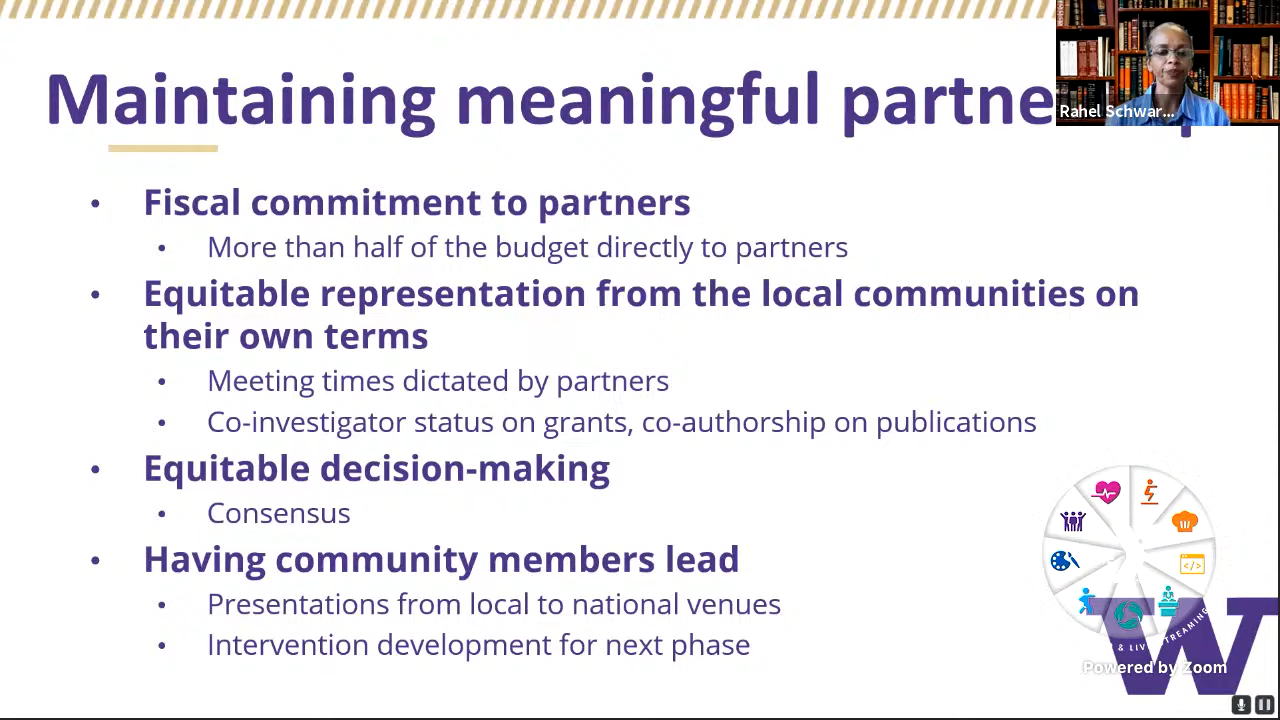 Maintaining meaningful partne
Rahel Schwar...
• Fiscal commitment to partners
• More than half of the budget directly to partners
• Equitable representation from the local communities on
their own terms
• Meeting times dictated by partners
• Co-investigator status on grants, co-authorship on publications
• Equitable decision-making
• Consensus
• Having community members lead
• Presentations from local to national venues
• Intervention development for next phase
</>
& LIV
STREAMING
Powered by Zoom
W